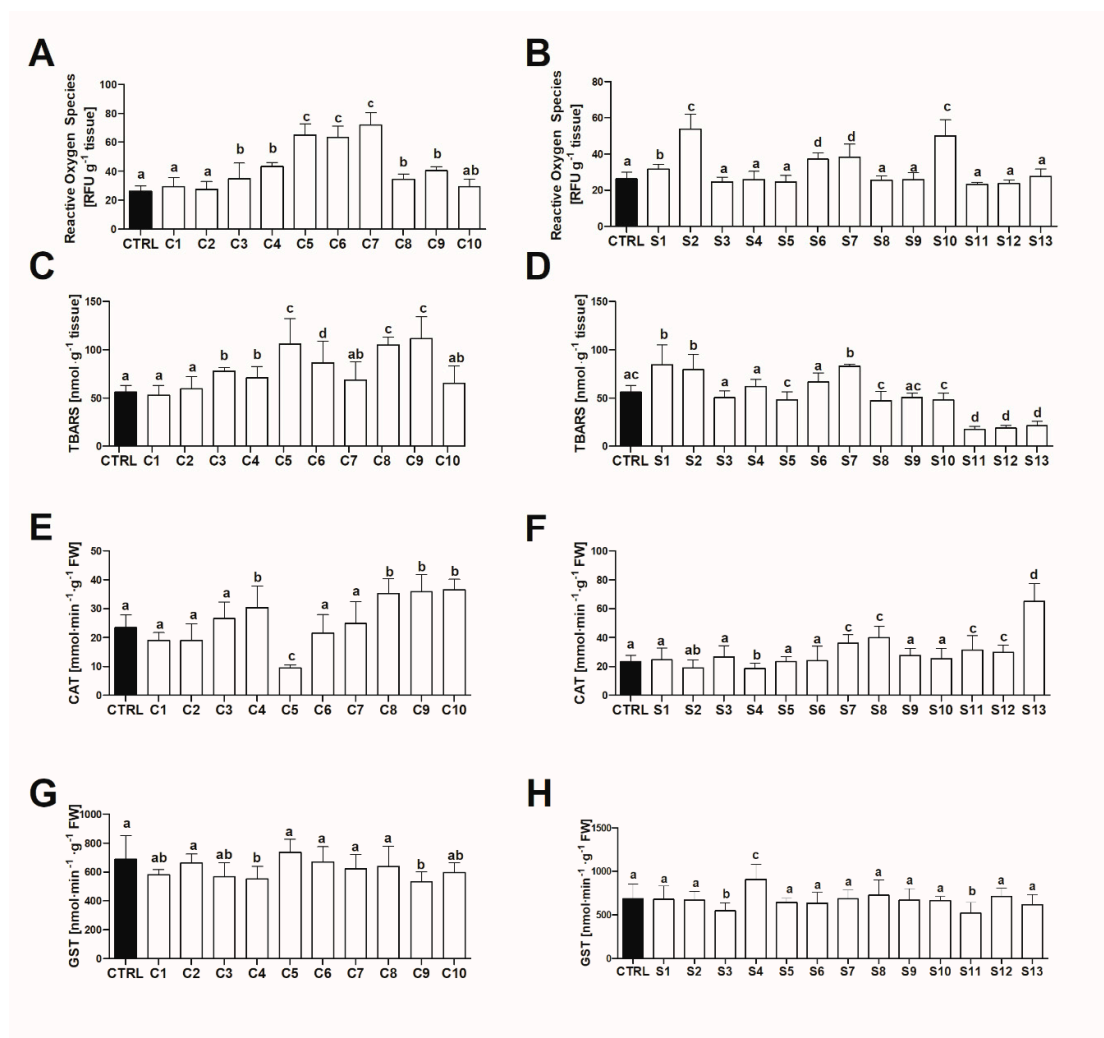 A
Reactive Oxygen Species
[RFU g⁻¹ tissue]
100
80
60
40
20
0
a a a b b c c c b b ab
CTRL C1 C2 C3 C4 C5 C6 C7 C8 C9 C10
B
Reactive Oxygen Species
[RFU g⁻¹ tissue]
80
60
40
20
0
a b c a a a d d a a c a a a
CTRL S1 S2 S3 S4 S5 S6 S7 S8 S9 S10 S11 S12 S13
C
TBARS [nmol·g⁻¹ tissue]
150
100
50
0
a a a b b c d ab c c ab
CTRL C1 C2 C3 C4 C5 C6 C7 C8 C9 C10
D
TBARS [nmol·g⁻¹ tissue]
150
100
50
0
ac b b a a c a b c ac c d d d
CTRL S1 S2 S3 S4 S5 S6 S7 S8 S9 S10 S11 S12 S13
E
CAT [mmol·min⁻¹·g⁻¹ FW]
50
40
30
20
10
0
a a a a b c a a b b b
CTRL C1 C2 C3 C4 C5 C6 C7 C8 C9 C10
F
CAT [mmol·min⁻¹·g⁻¹ FW]
100
80
60
40
20
0
a a ab a b a a c c a a c c d
CTRL S1 S2 S3 S4 S5 S6 S7 S8 S9 S10 S11 S12 S13
G
GST [nmol·min⁻¹·g⁻¹ FW]
1000
800
600
400
200
0
a ab a ab b a a a a b ab
CTRL C1 C2 C3 C4 C5 C6 C7 C8 C9 C10
H
GST [nmol·min⁻¹·g⁻¹ FW]
1500
1000
500
0
a a a b c a a a a a a b a a
CTRL S1 S2 S3 S4 S5 S6 S7 S8 S9 S10 S11 S12 S13